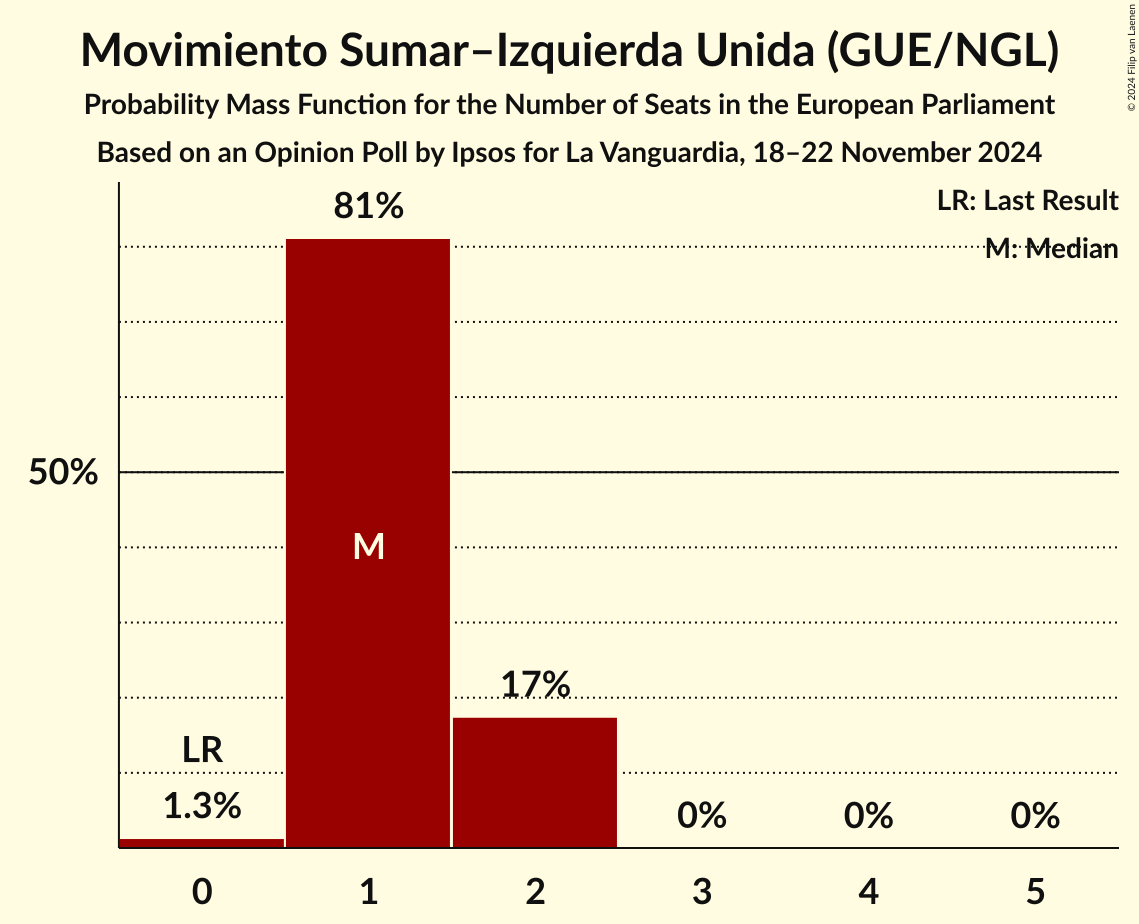 Movimiento Sumar–Izquierda Unida (GUE/NGL)
Probability Mass Function for the Number of Seats in the European Parliament
Based on an Opinion Poll by Ipsos for La Vanguardia, 18–22 November 2024
© 2024 Filip van Laenen
LR: Last Result
M: Median
81%
50%
M
17%
LR
1.3%
0%
0%
0%
0
1
2
3
4
5